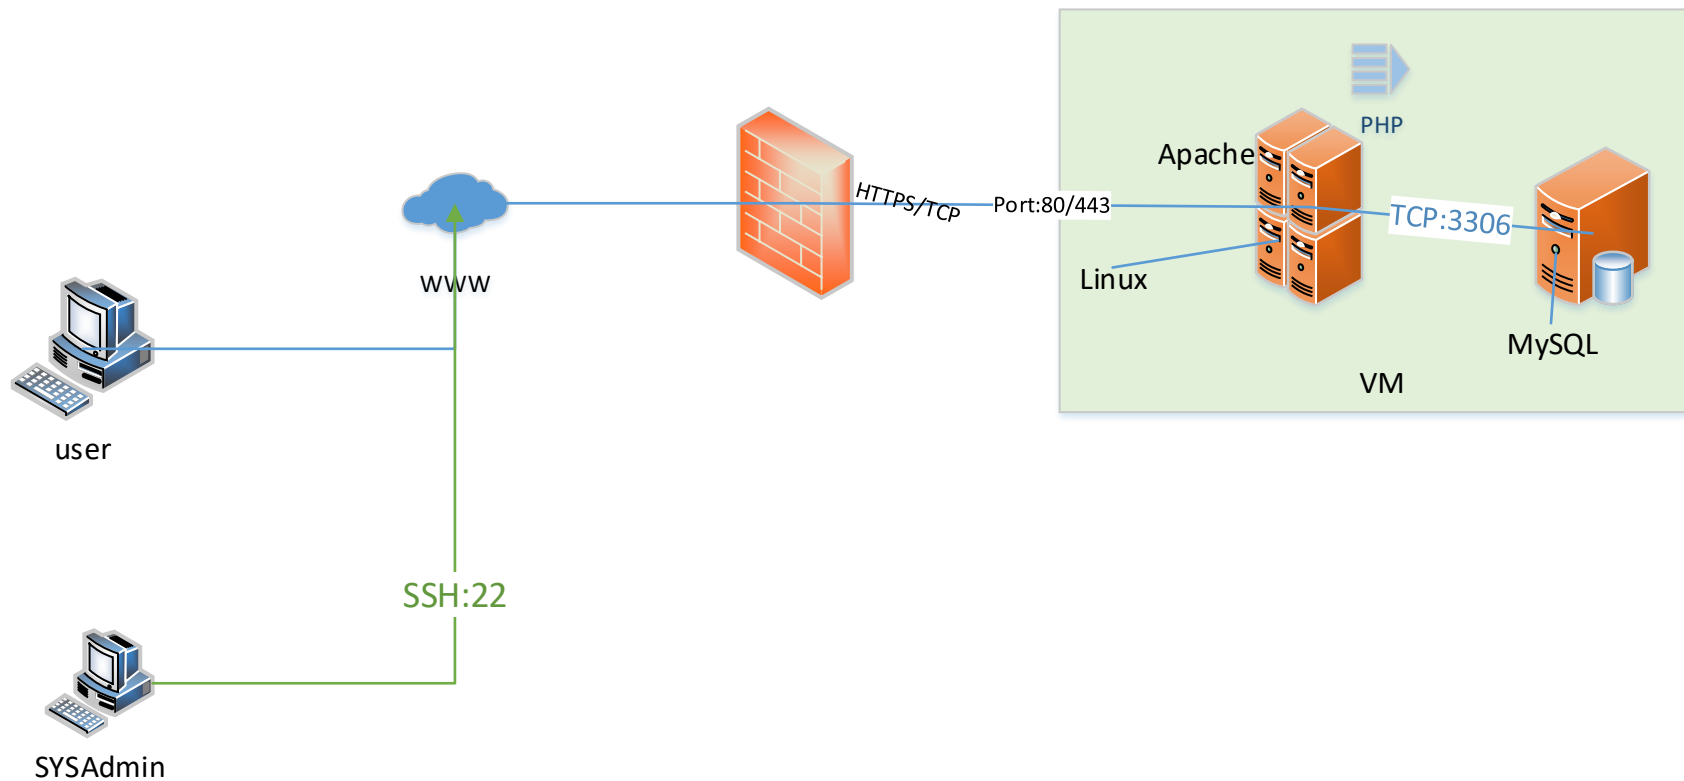 PHP
Apache
HTTPS/TCP
Port:80/443
TCP:3306
www
Linux
MySQL
VM
user
SSH:22
SYSAdmin